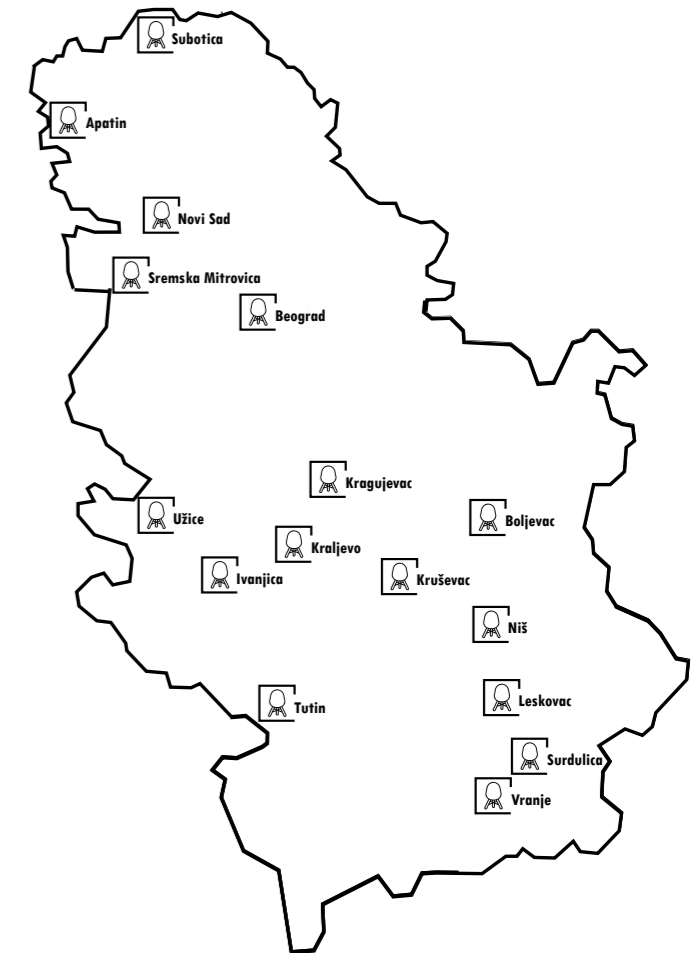 Subotica
Apatin
Novi Sad
Sremska Mitrovica
Beograd
Kragujevac
Užice
Boljevac
Kraljevo
Ivanjica
Kruševac
Niš
Leskovac
Tutin
Surdulica
Vranje